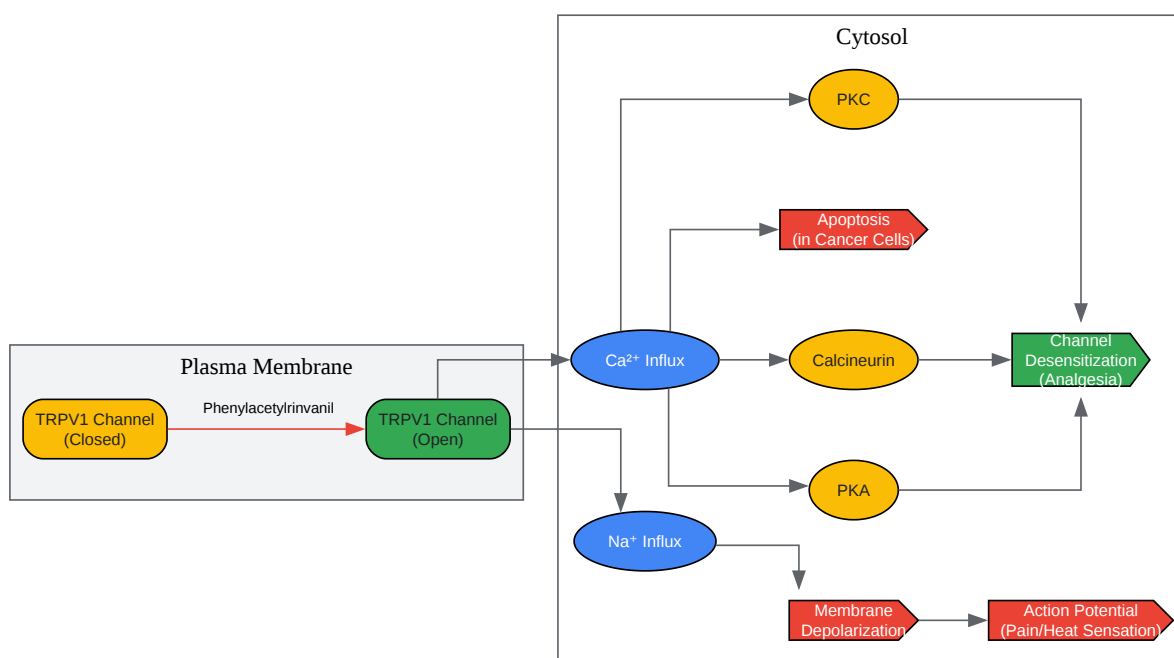 Cytosol
PKC
Apoptosis
(in Cancer Cells)
Plasma Membrane
Phenylacetylrinvanil
TRPV1 Channel
(Closed)
TRPV1 Channel
(Open)
Ca²⁺ Influx
Calcineurin
Channel
Desensitization
(Analgesia)
PKA
Na⁺ Influx
Membrane
Depolarization
Action Potential
(Pain/Heat Sensation)